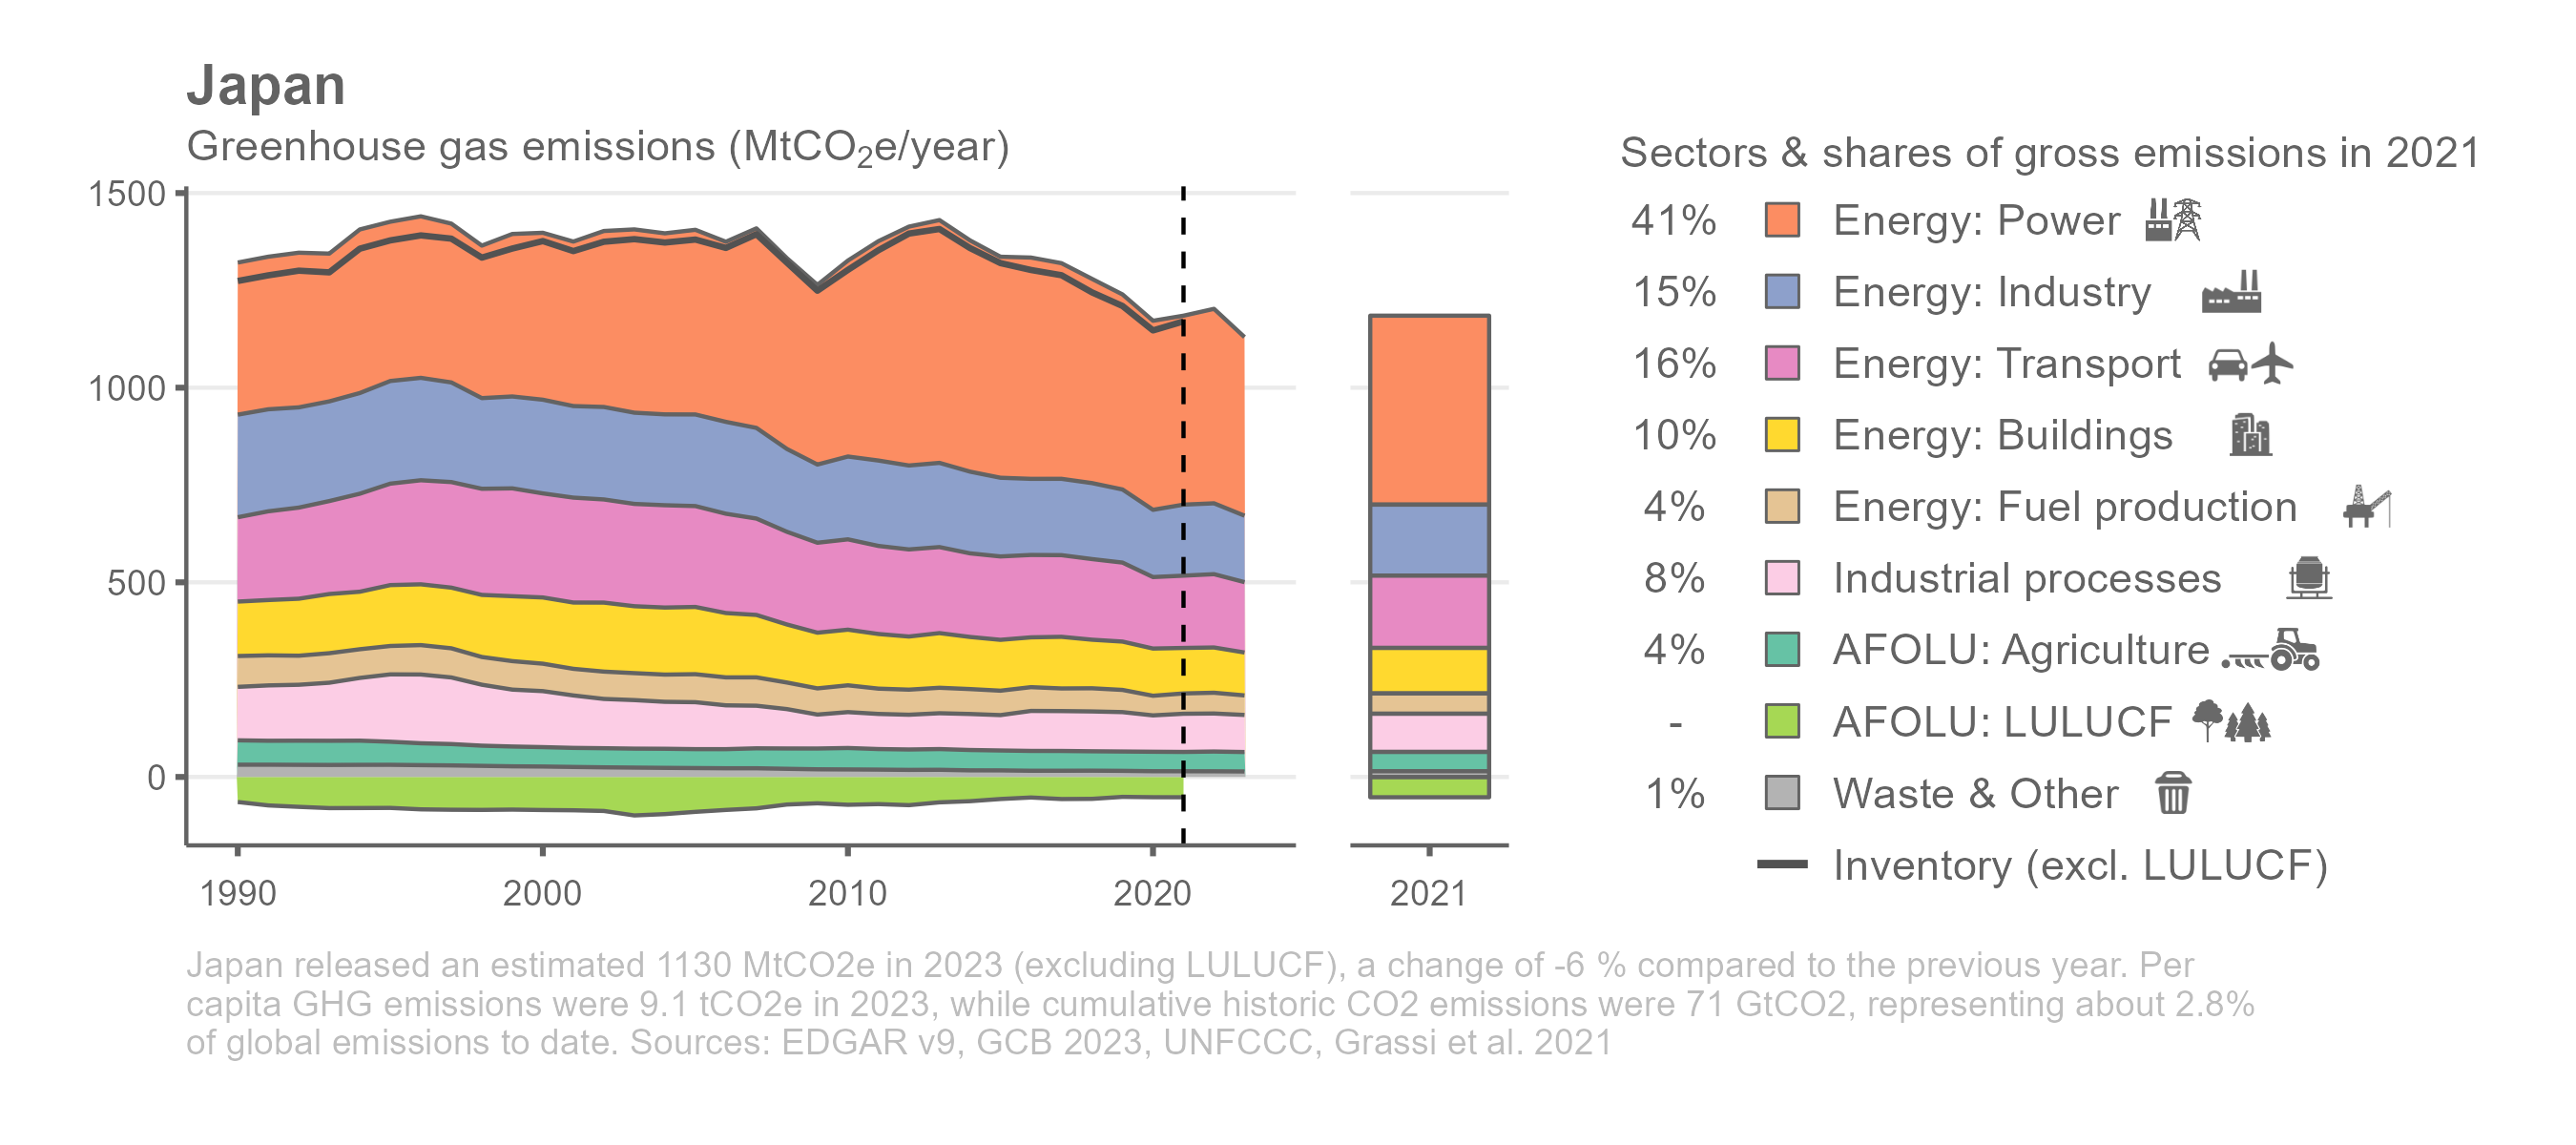 Japan
Greenhouse gas emissions (MtCO₂e/year)
1500
1000
500
0
1990
2000
2010
2020
2021
Sectors & shares of gross emissions in 2021
41% Energy: Power
15% Energy: Industry
16% Energy: Transport
10% Energy: Buildings
4% Energy: Fuel production
8% Industrial processes
4% AFOLU: Agriculture
- AFOLU: LULUCF
1% Waste & Other
Inventory (excl. LULUCF)
Japan released an estimated 1130 MtCO2e in 2023 (excluding LULUCF), a change of -6 % compared to the previous year. Per
capita GHG emissions were 9.1 tCO2e in 2023, while cumulative historic CO2 emissions were 71 GtCO2, representing about 2.8%
of global emissions to date. Sources: EDGAR v9, GCB 2023, UNFCCC, Grassi et al. 2021